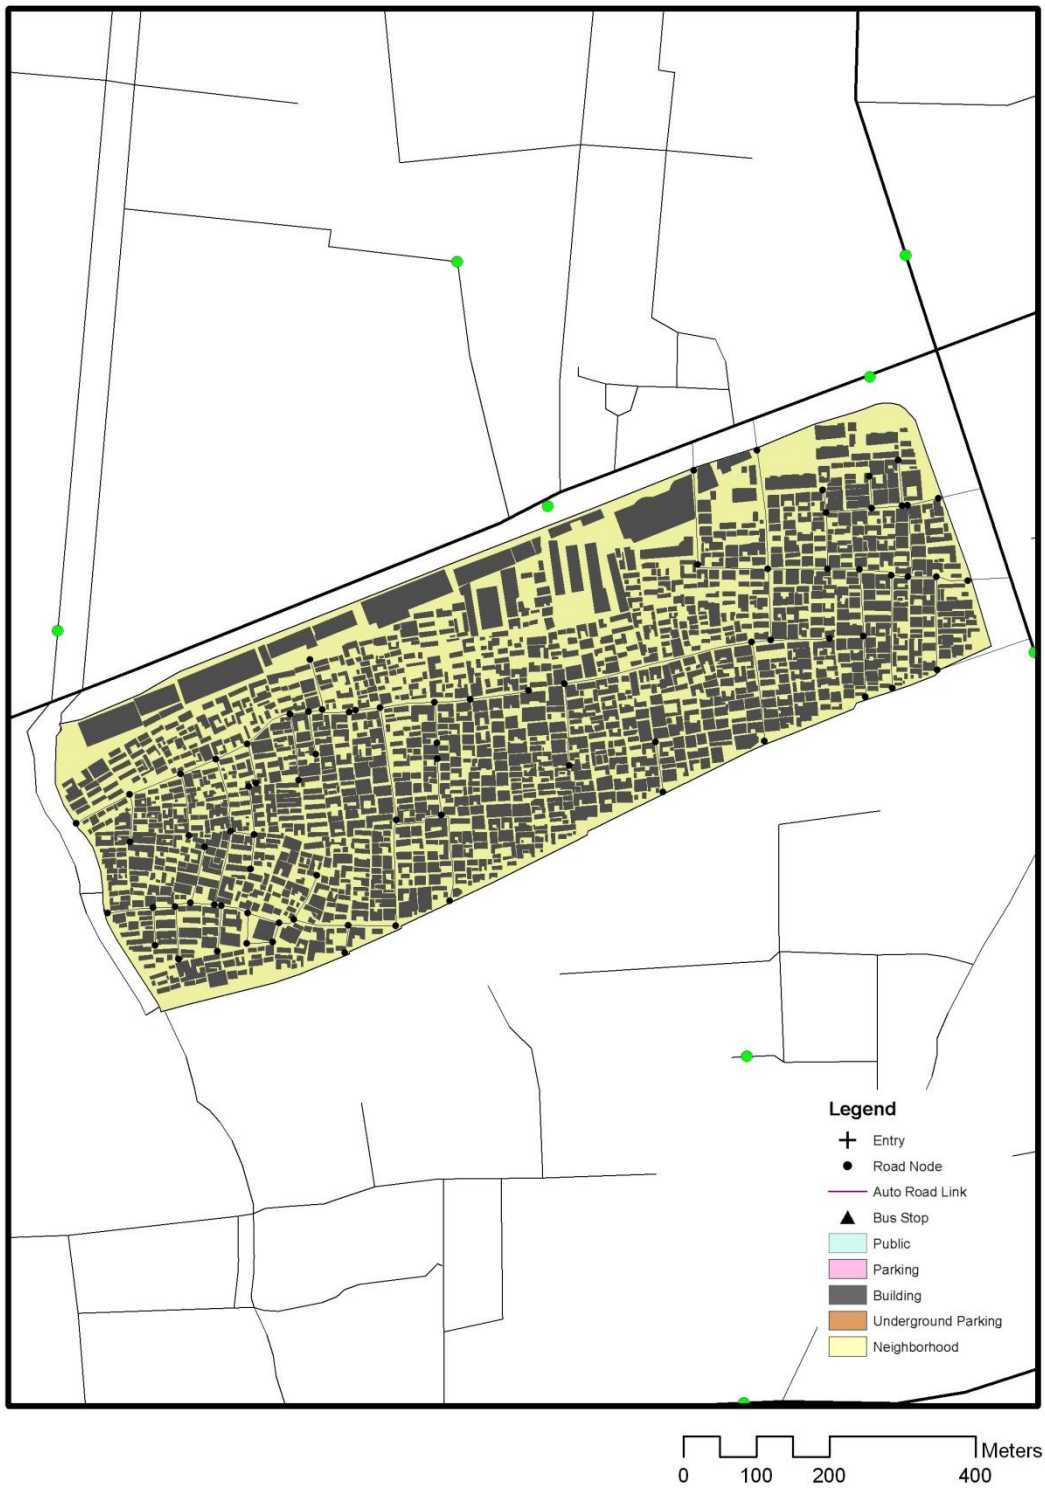 Legend
Entry
Road Node
Auto Road Link
Bus Stop
Public
Parking
Building
Underground Parking
Neighborhood
Meters
0 100 200 400